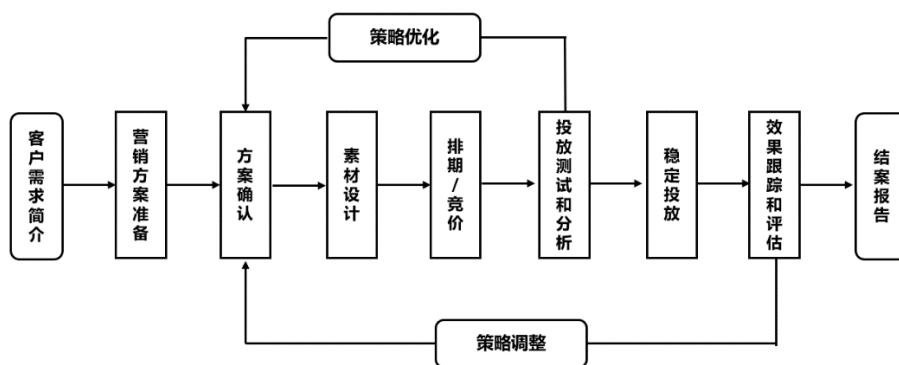 策略优化
客户需求简介
营销方案准备
方案确认
素材设计
排期/竞价
投放测试和分析
稳定投放
效果跟踪和评估
结案报告
策略调整